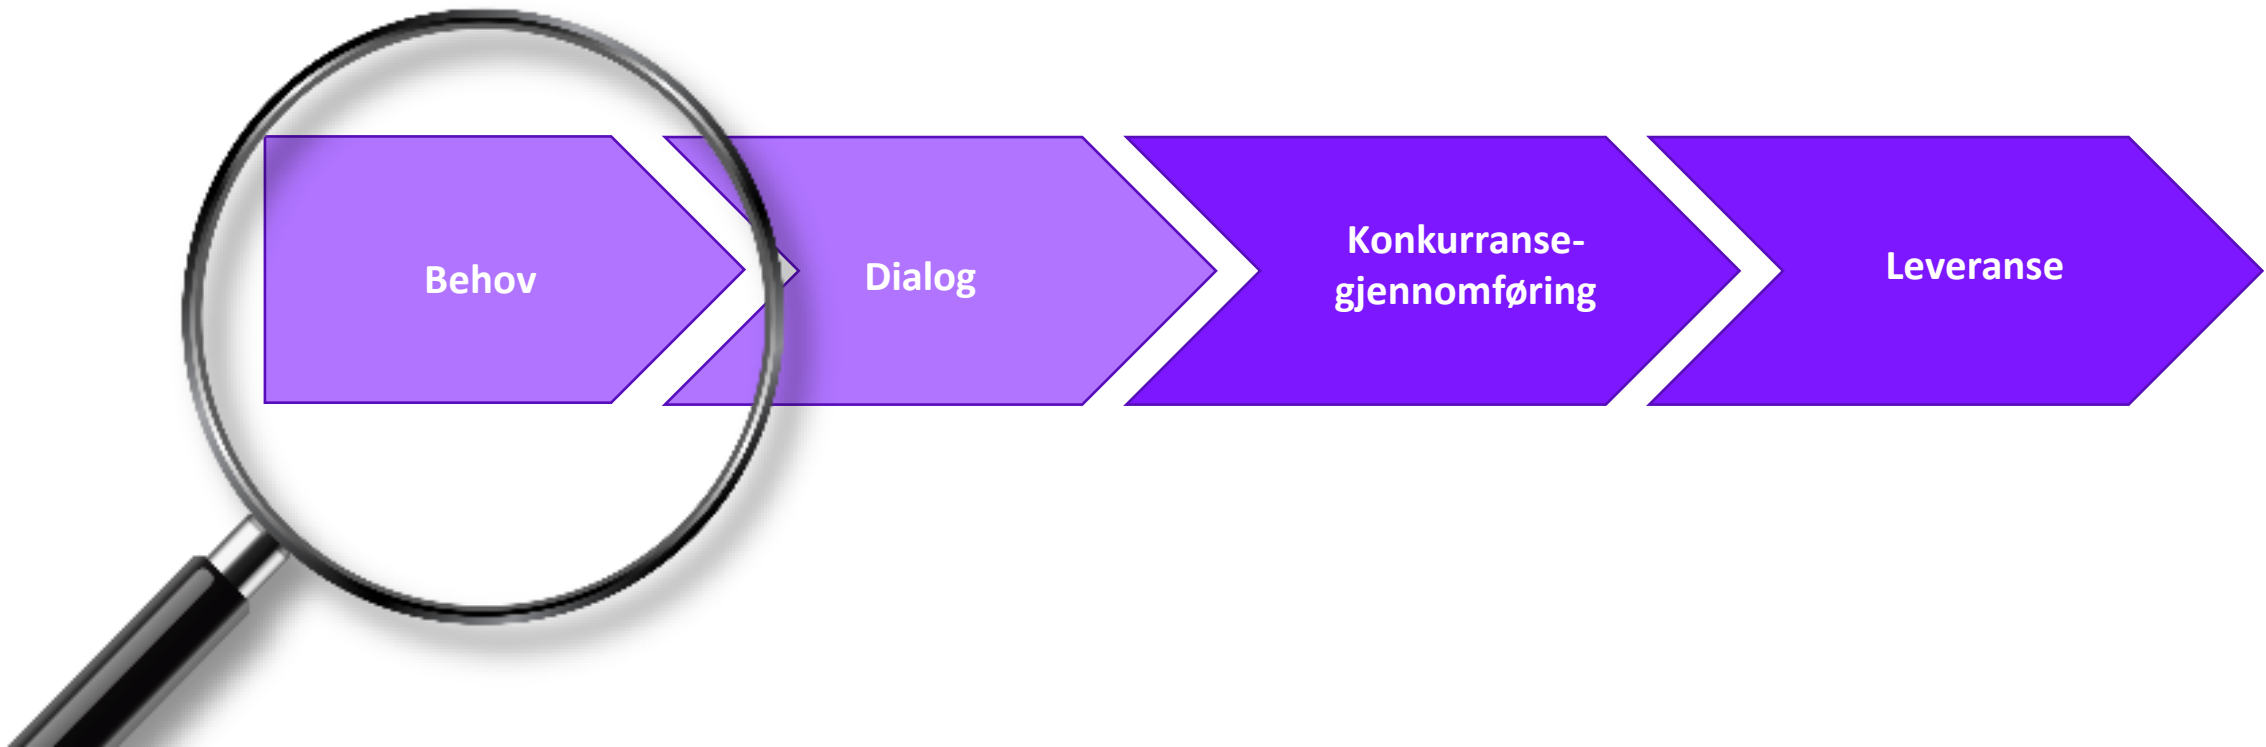 Behov
Dialog
Konkurranse-
gjennomføring
Leveranse